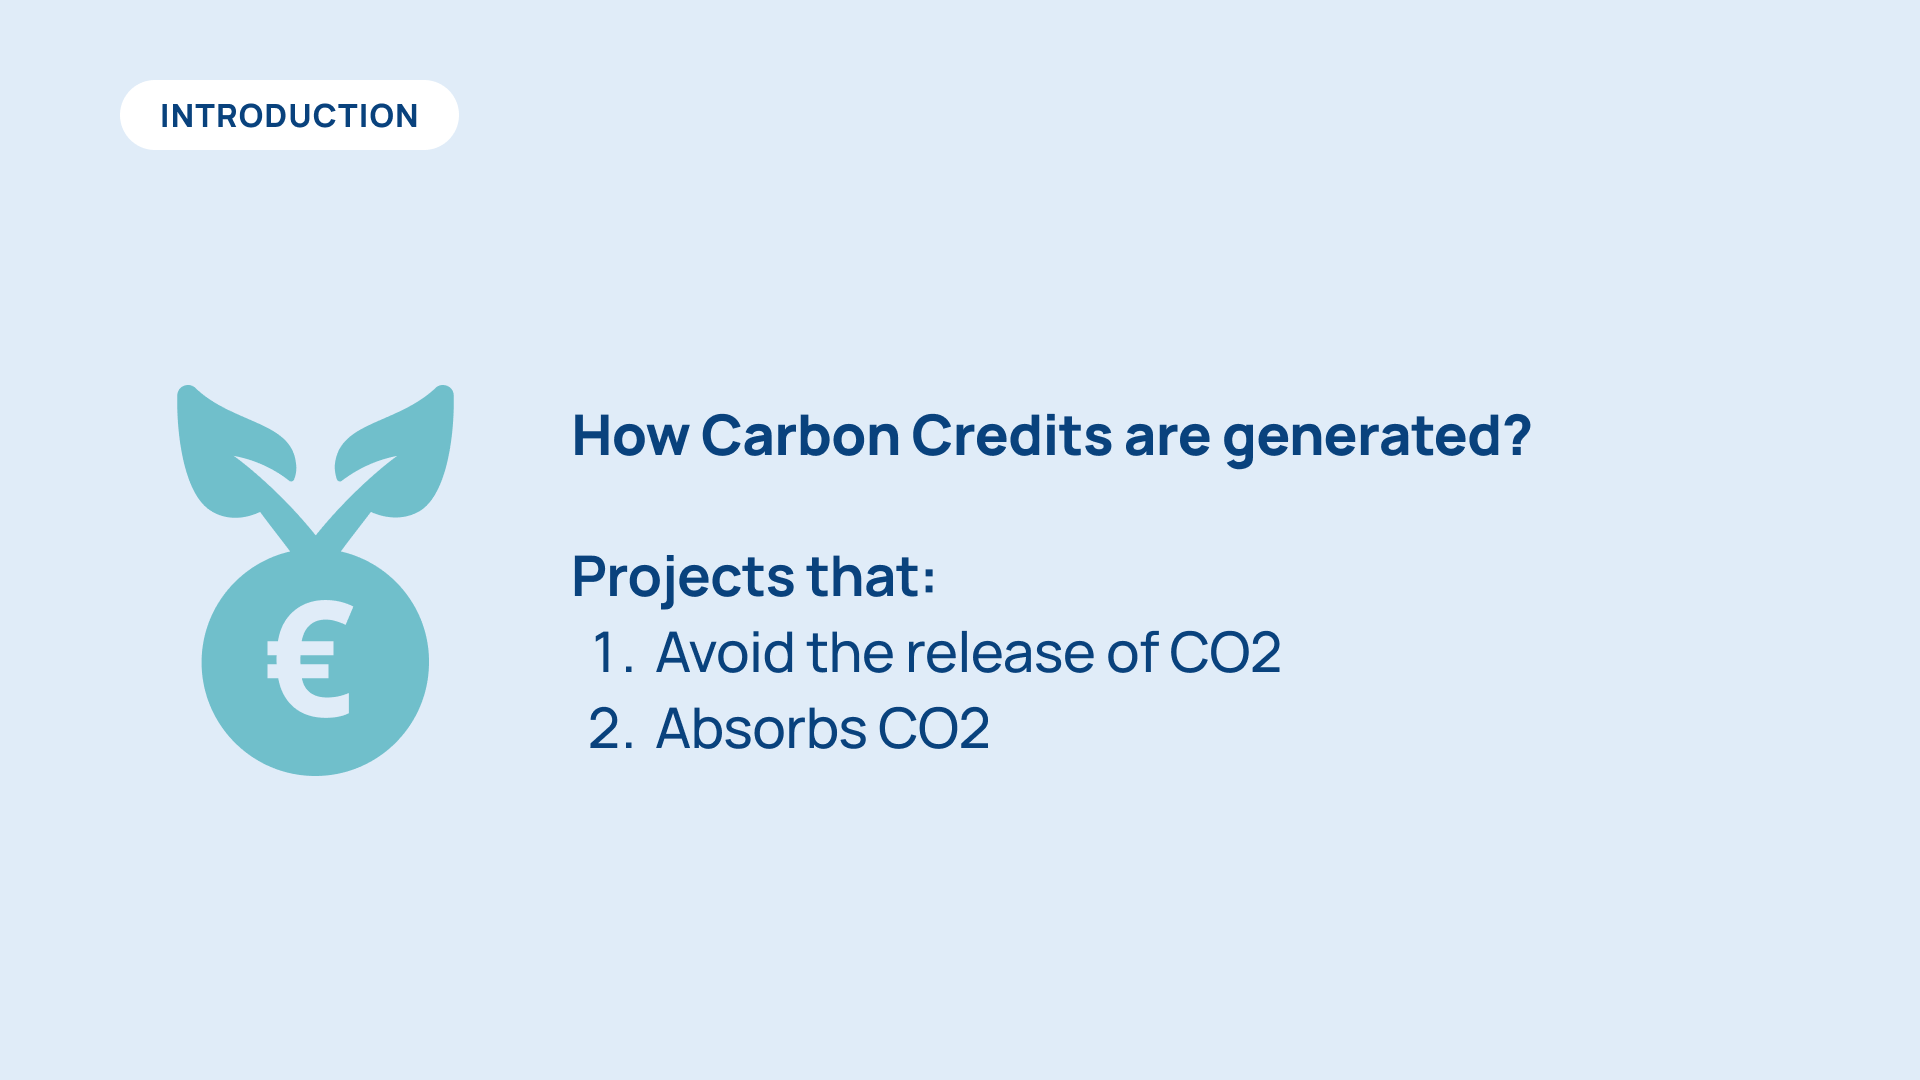 INTRODUCTION
How Carbon Credits are generated?
Projects that:
1. Avoid the release of CO2
2. Absorbs CO2
€